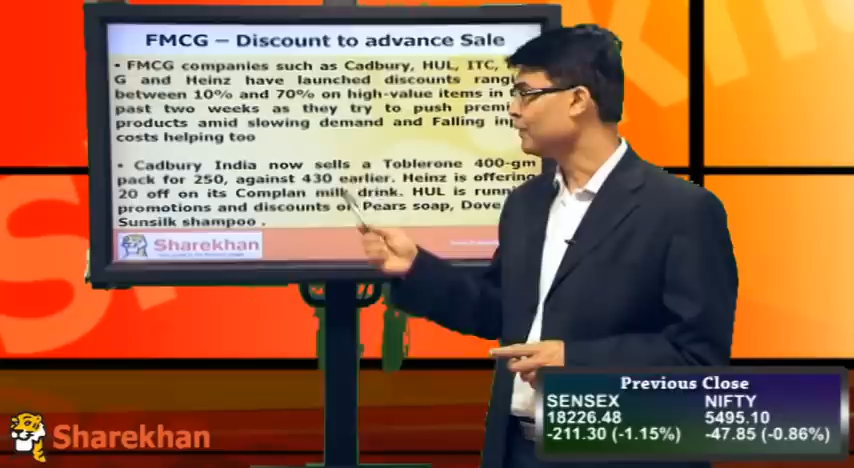 FMCG – Discount to advance Sale
• FMCG companies such as Cadbury, HUL, ITC,
G and Heinz have launched discounts rang
between 10% and 70% on high-value items in
past two weeks as they try to push premi
products amid slowing demand and Falling in
costs helping too
• Cadbury India now sells a Toblerone 400-gm
pack for 250, against 430 earlier. Heinz is offering
20 off on its Complan milk drink. HUL is runni
promotions and discounts on Pears soap, Dove
Sunsilk shampoo .
Sharekhan
Previous Close
SENSEX NIFTY
18226.48 5495.10
-211.30 (-1.15%) -47.85 (-0.86%)
Sharekhan